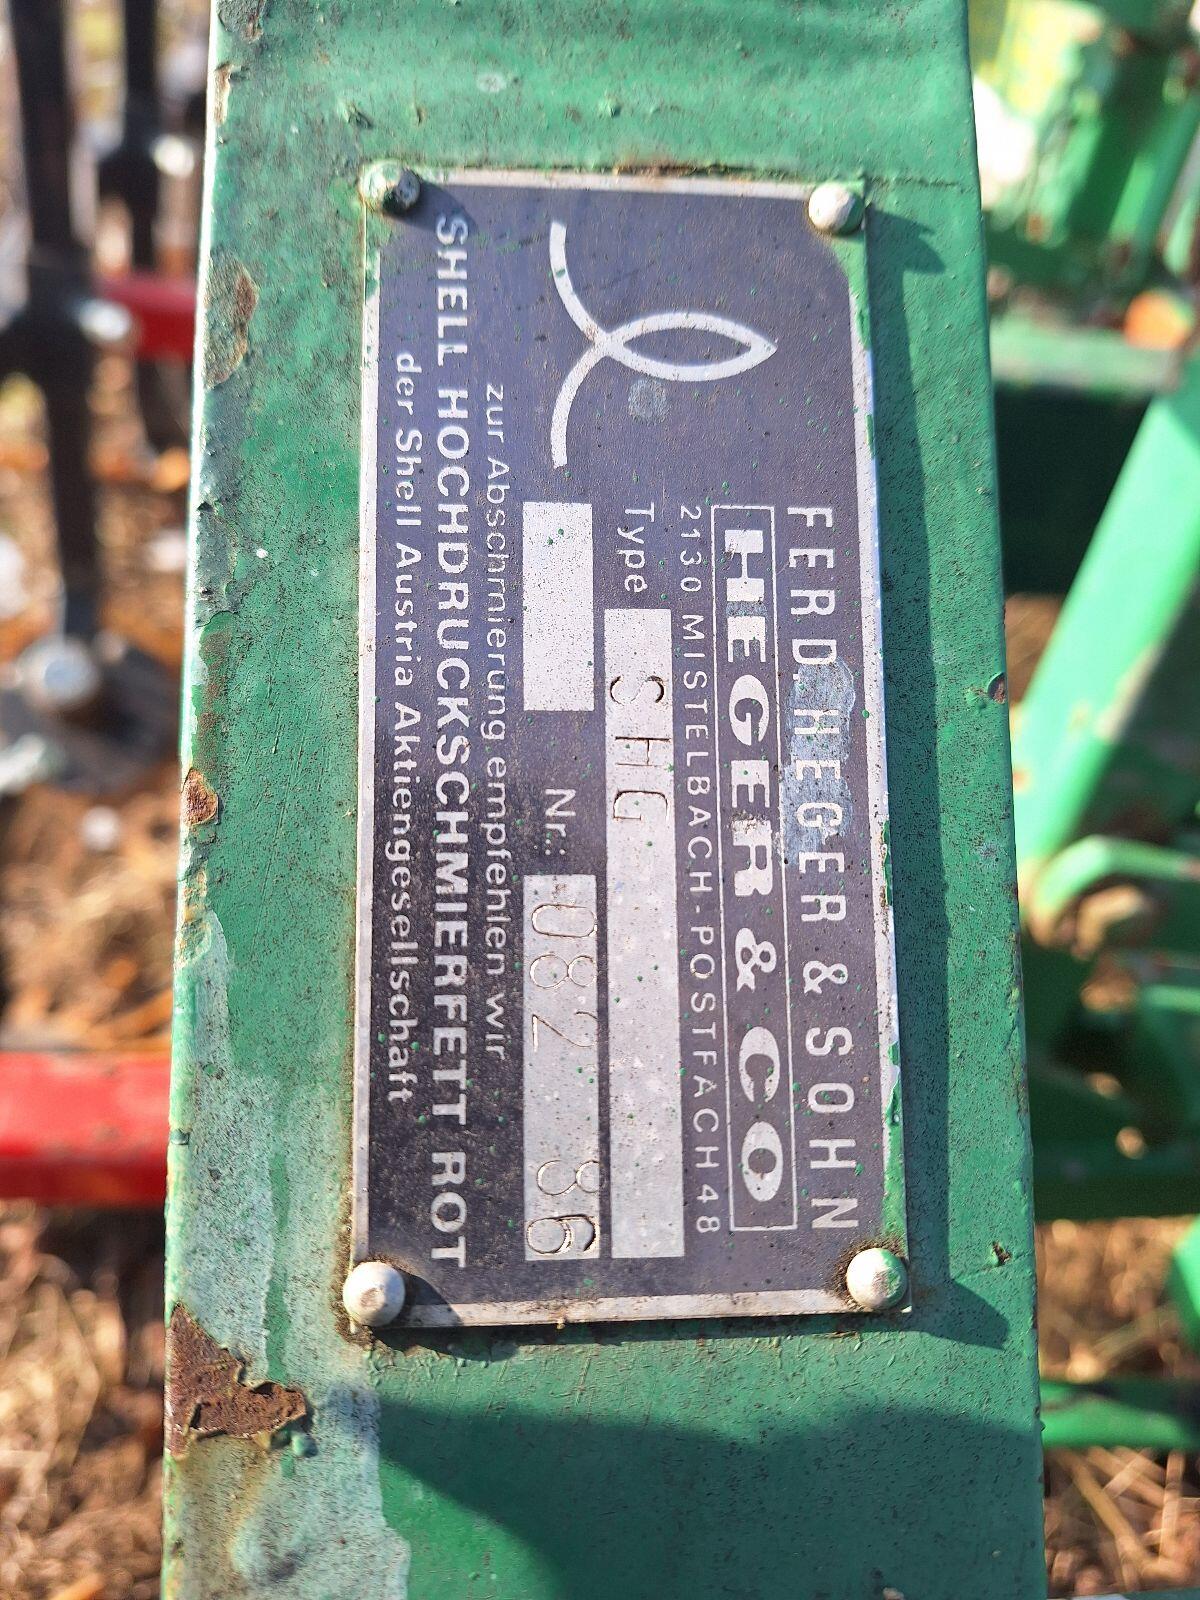 FERD. HEGER & SOHN
HEGER & CO
2130 MISTELBACH-POSTFACH 48
Type SHG
Nr.: 082 86
zur Abschmierung empfehlen wir
SHELL HOCHDRUCKSCHMIERFETT ROT
der Shell Austria Aktiengesellschaft